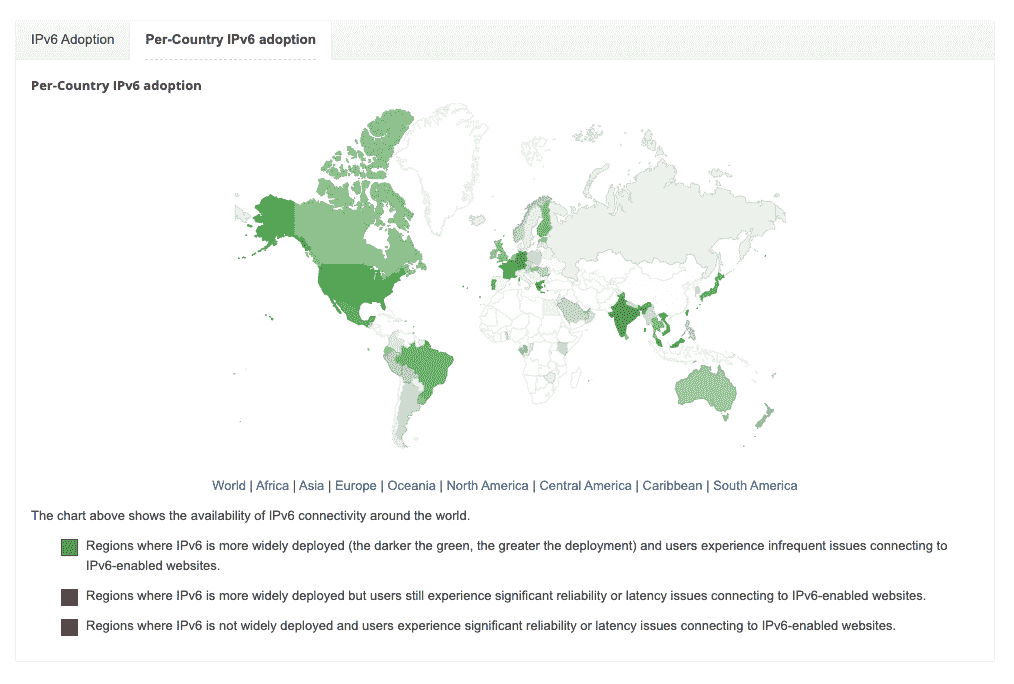 IPv6 Adoption
Per-Country IPv6 adoption
Per-Country IPv6 adoption
World | Africa | Asia | Europe | Oceania | North America | Central America | Caribbean | South America
The chart above shows the availability of IPv6 connectivity around the world.
Regions where IPv6 is more widely deployed (the darker the green, the greater the deployment) and users experience infrequent issues connecting to
IPv6-enabled websites.
Regions where IPv6 is more widely deployed but users still experience significant reliability or latency issues connecting to IPv6-enabled websites.
Regions where IPv6 is not widely deployed and users experience significant reliability or latency issues connecting to IPv6-enabled websites.